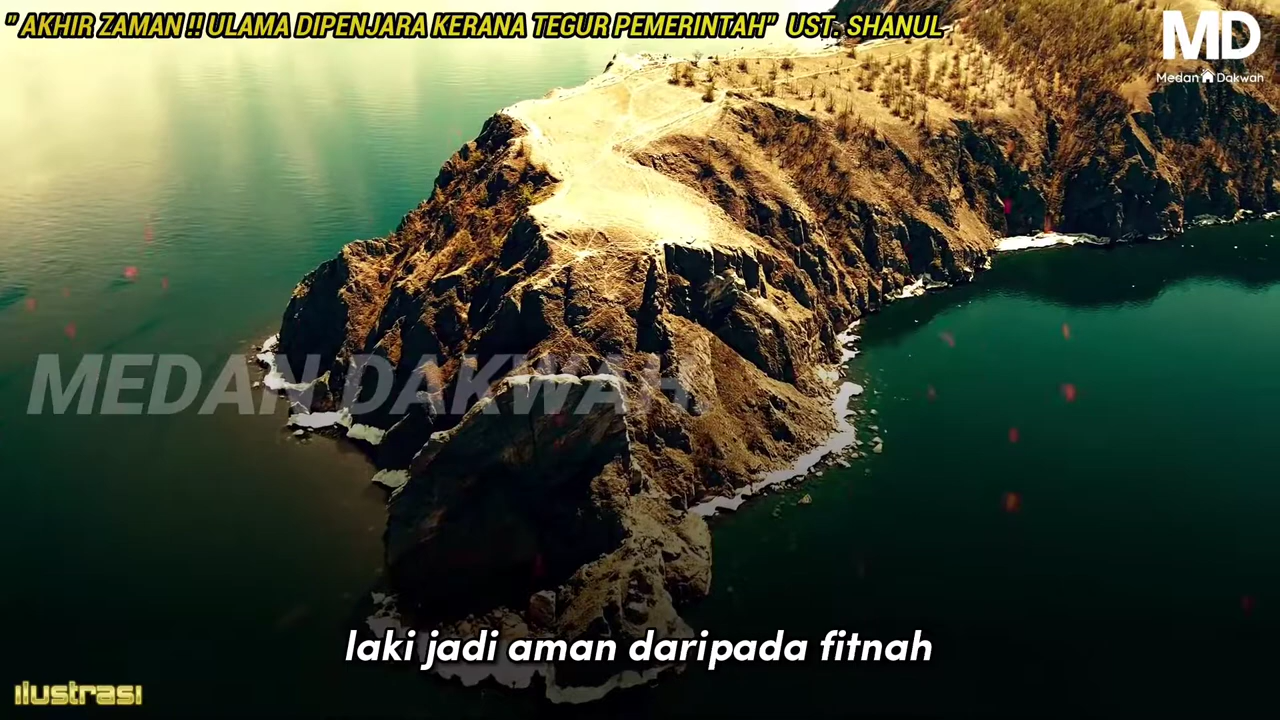 " AKHIR ZAMAN !! ULAMA DIPENJARA KERANA TEGUR PEMERINTAH" UST. SHANUL
MD
Medan Dakwah
MEDAN DAKWAH.
laki jadi aman daripada fitnah
ilustrasi